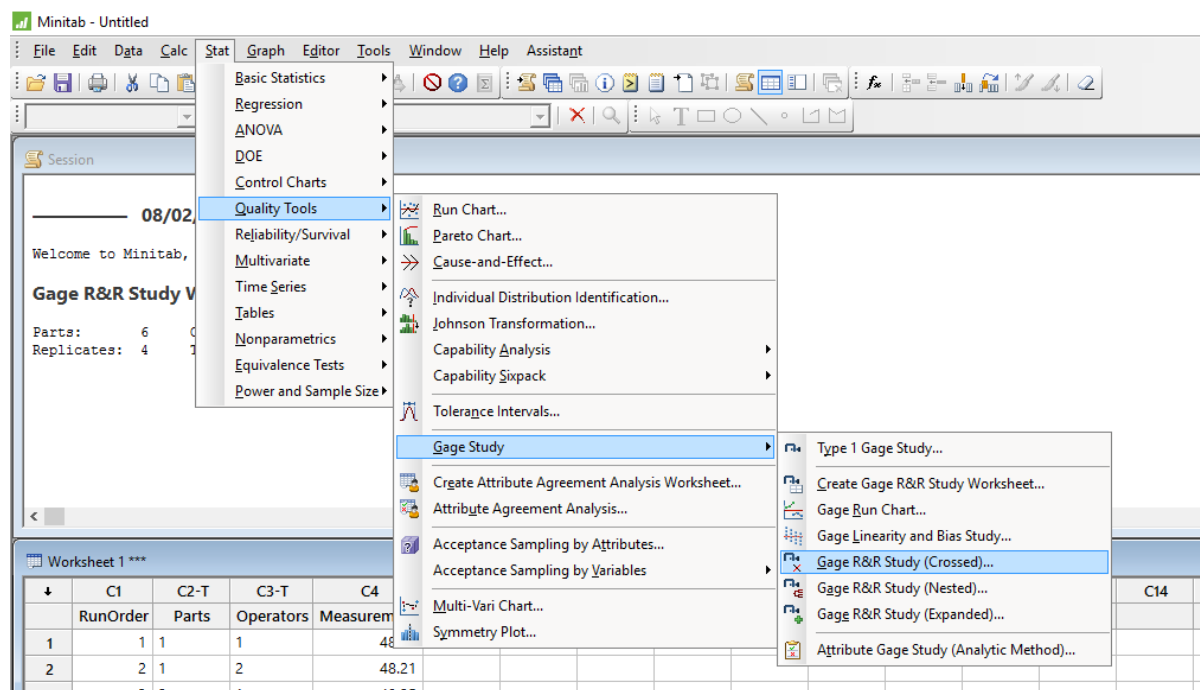 Minitab - Untitled
File Edit Data Calc Stat Graph Editor Tools Window Help Assistant
Basic Statistics
Regression
ANOVA
DOE
Control Charts
Quality Tools
Reliability/Survival
Multivariate
Time Series
Tables
Nonparametrics
Equivalence Tests
Power and Sample Size
Session
08/02/
Welcome to Minitab,
Gage R&R Study
Parts: 6
Replicates: 4
Run Chart...
Pareto Chart...
Cause-and-Effect...
Individual Distribution Identification...
Johnson Transformation...
Capability Analysis
Capability Sixpack
Tolerance Intervals...
Gage Study
Create Attribute Agreement Analysis Worksheet...
Attribute Agreement Analysis...
Acceptance Sampling by Attributes...
Acceptance Sampling by Variables
Multi-Vari Chart...
Symmetry Plot...
Type 1 Gage Study...
Create Gage R&R Study Worksheet...
Gage Run Chart...
Gage Linearity and Bias Study...
Gage R&R Study (Crossed)...
Gage R&R Study (Nested)...
Gage R&R Study (Expanded)...
Attribute Gage Study (Analytic Method)...
Worksheet 1 ***
C1 C2-T C3-T C4 C14
RunOrder Parts Operators Measurem
1 1 1 1 48
2 2 1 2 48.21